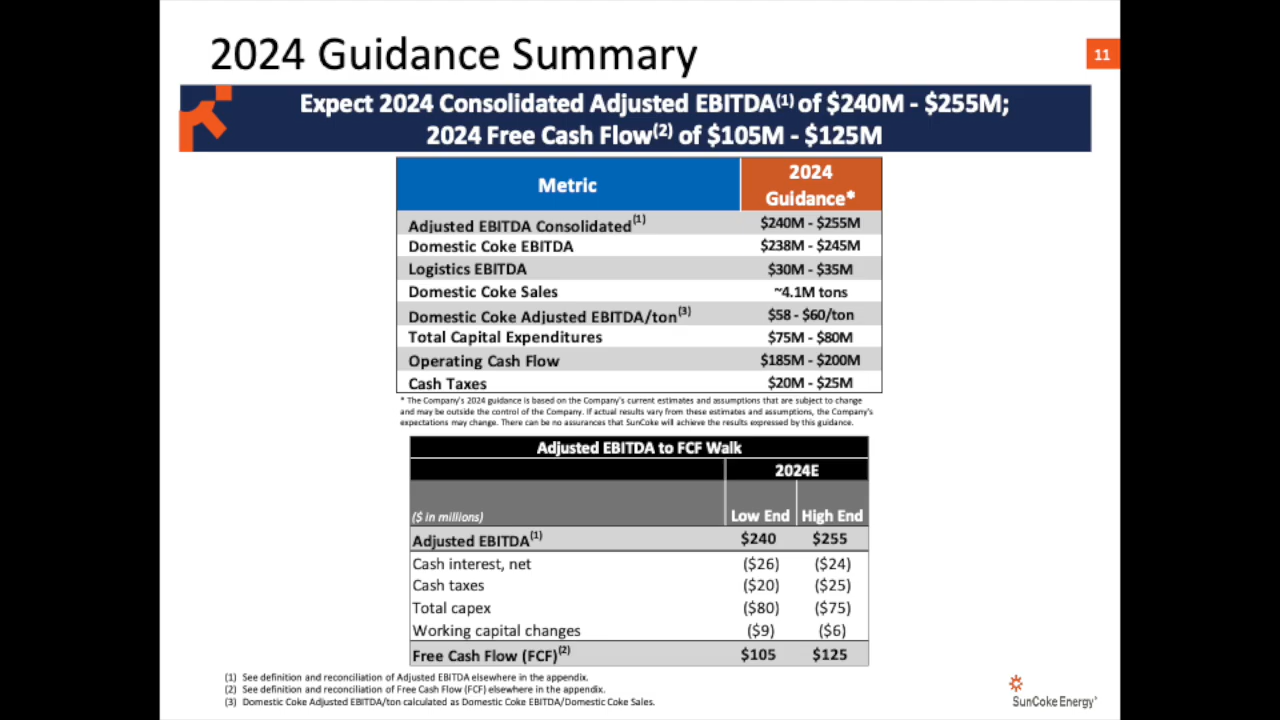 2024 Guidance Summary
11
Expect 2024 Consolidated Adjusted EBITDA(1) of $240M - $255M;
2024 Free Cash Flow(2) of $105M - $125M
Metric 2024 Guidance*
Adjusted EBITDA Consolidated(1) $240M - $255M
Domestic Coke EBITDA $238M - $245M
Logistics EBITDA $30M - $35M
Domestic Coke Sales ~4.1M tons
Domestic Coke Adjusted EBITDA/ton(3) $58 - $60/ton
Total Capital Expenditures $75M - $80M
Operating Cash Flow $185M - $200M
Cash Taxes $20M - $25M
* The Company's 2024 guidance is based on the Company's current estimates and assumptions that are subject to change
and may be outside the control of the Company. If actual results vary from these estimates and assumptions, the Company's
expectations may change. There can be no assurances that SunCoke will achieve the results expressed by this guidance.
Adjusted EBITDA to FCF Walk
2024E
($ in millions) Low End High End
Adjusted EBITDA(1) $240 $255
Cash interest, net ($26) ($24)
Cash taxes ($20) ($25)
Total capex ($80) ($75)
Working capital changes ($9) ($6)
Free Cash Flow (FCF)(2) $105 $125
(1) See definition and reconciliation of Adjusted EBITDA elsewhere in the appendix.
(2) See definition and reconciliation of Free Cash Flow (FCF) elsewhere in the appendix.
(3) Domestic Coke Adjusted EBITDA/ton calculated as Domestic Coke EBITDA/Domestic Coke Sales.
SunCoke Energy